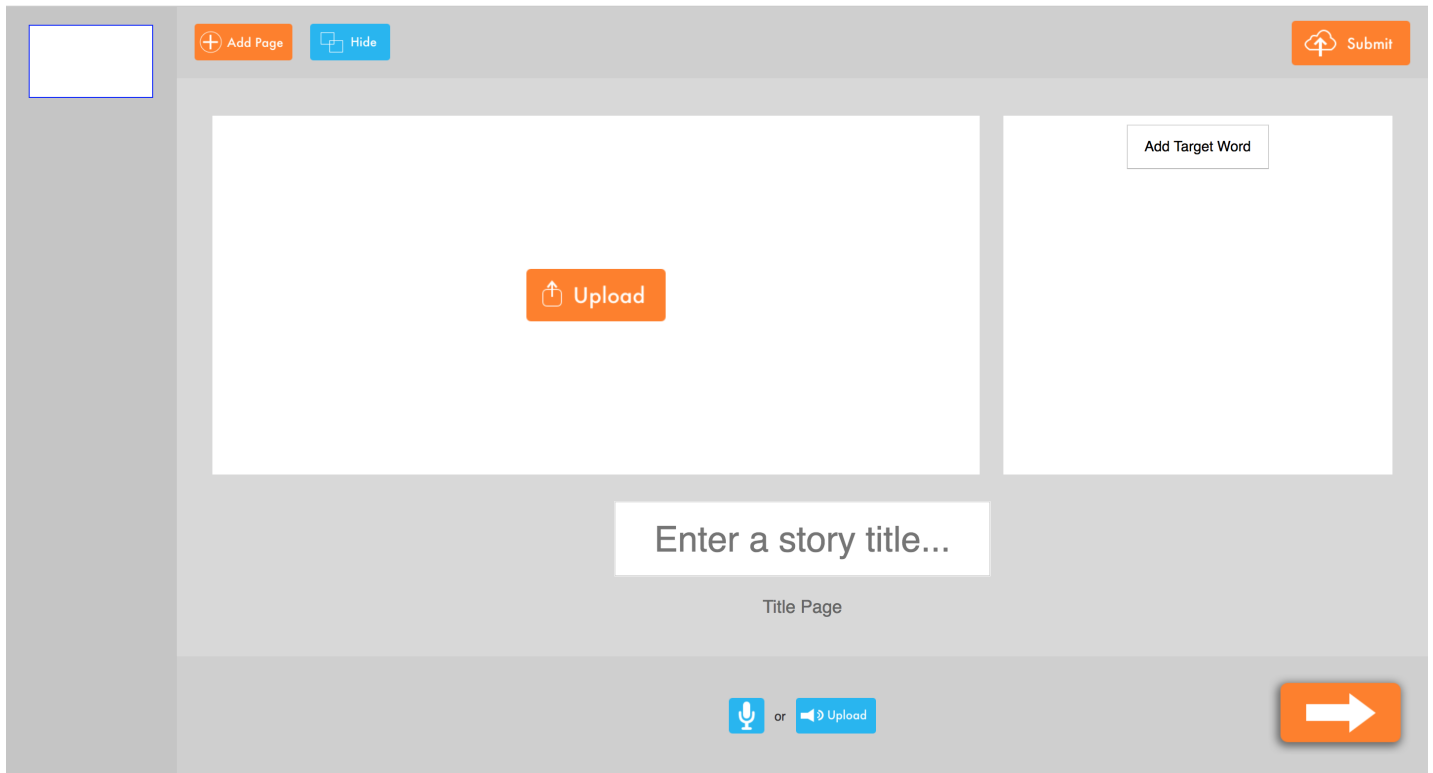 Add Page
Hide
Submit
Add Target Word
Upload
Enter a story title...
Title Page
or
Upload